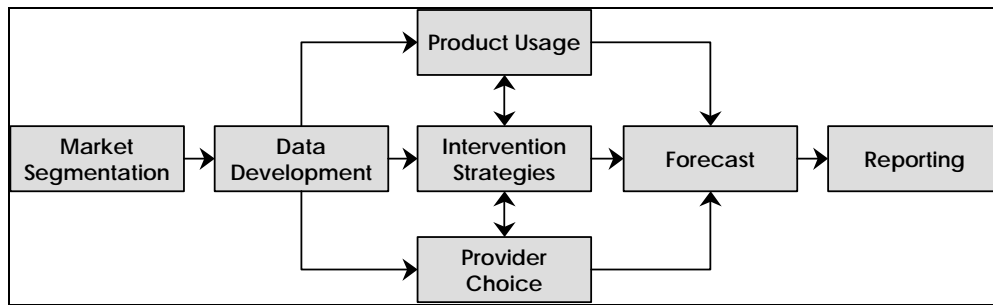 Product Usage
Market
Segmentation
Data
Development
Intervention
Strategies
Forecast
Reporting
Provider
Choice